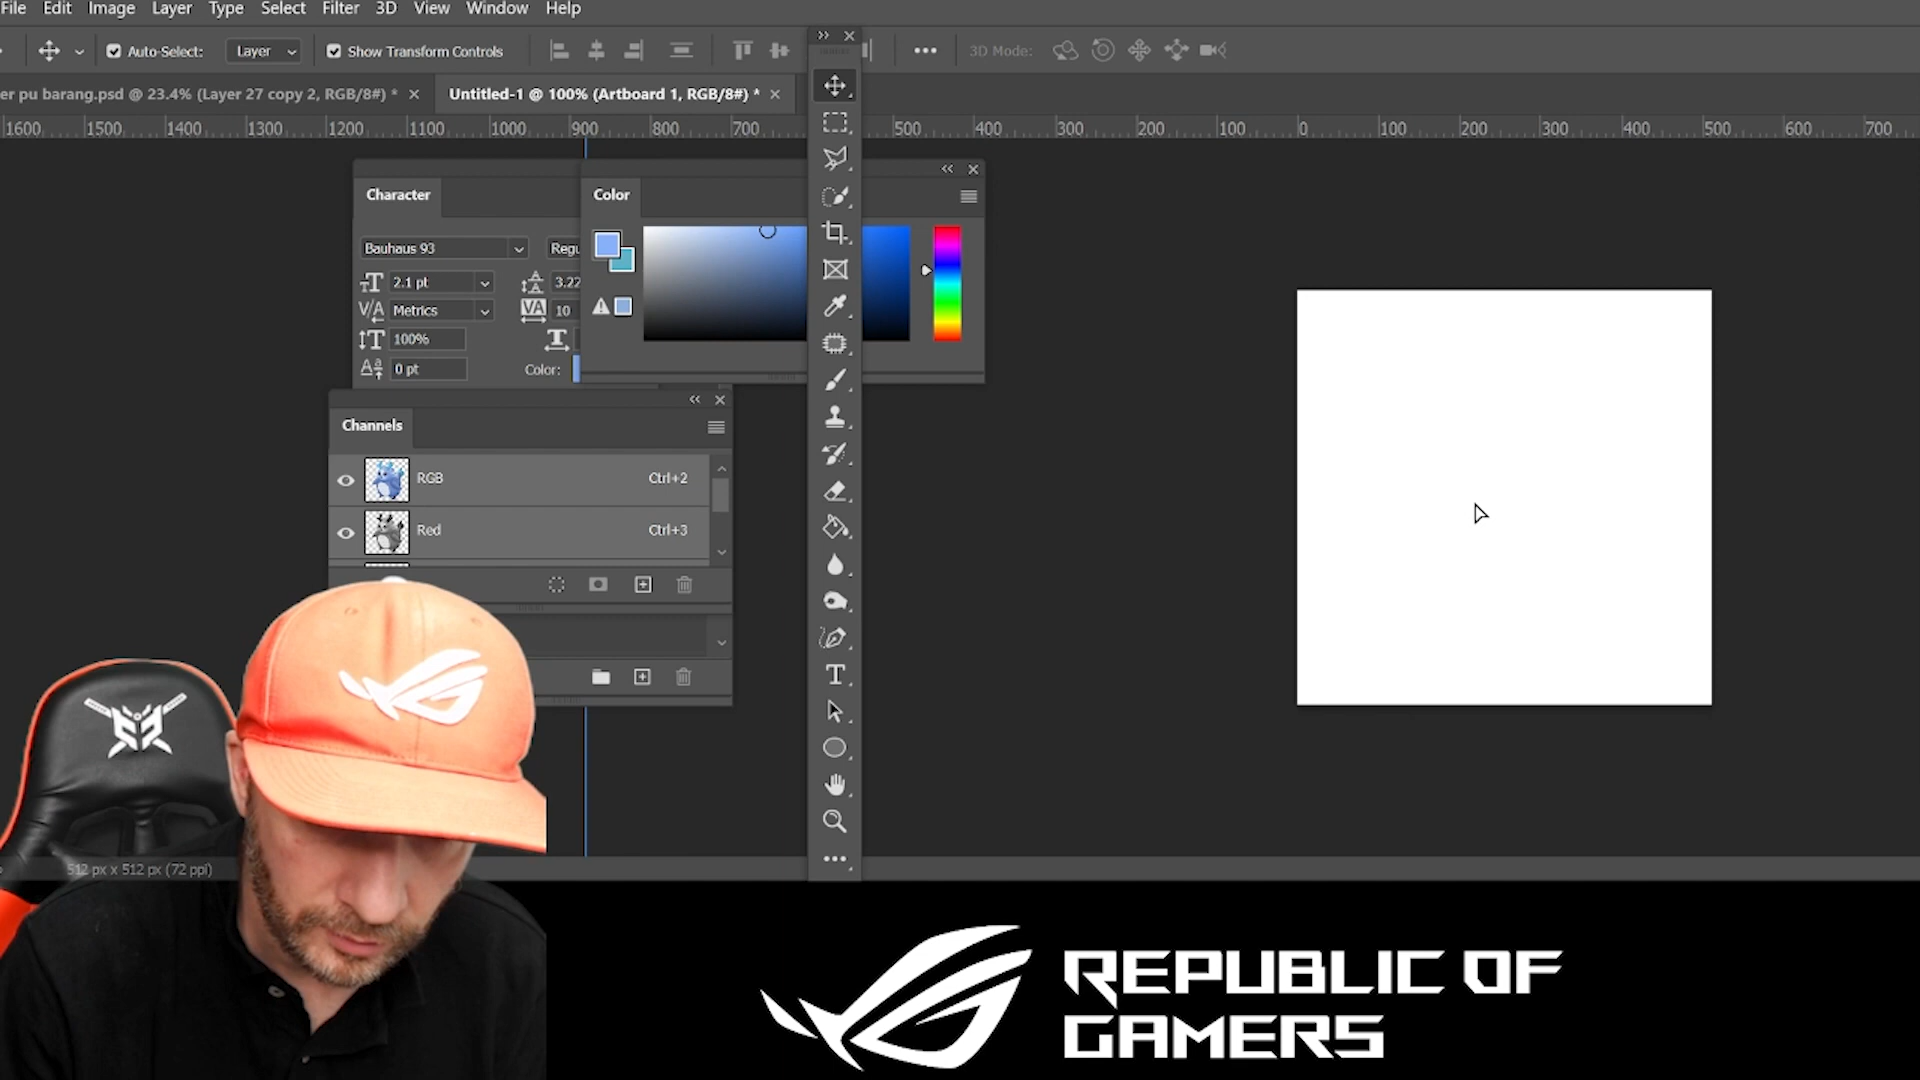 File Edit Image Layer Type Select Filter 3D View Window Help
Auto-Select: Layer Show Transform Controls 3D Mode:
er pu barang.psd @ 23.4% (Layer 27 copy 2, RGB/8#) * Untitled-1 @ 100% (Artboard 1, RGB/8#) *
1600 1500 1400 1300 1200 1100 1000 900 800 700 500 400 300 200 100 0 100 200 300 400 500 600 700
Character
Color
Bauhaus 93
2.1 pt
Metrics
10
100%
0 pt
Color:
Channels
RGB Ctrl+2
Red Ctrl+3
512 px x 512 px (72 ppi)
REPUBLIC OF
GAMERS